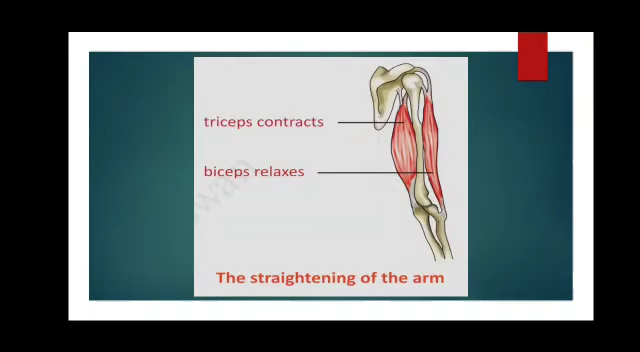 triceps contracts
biceps relaxes
The straightening of the arm